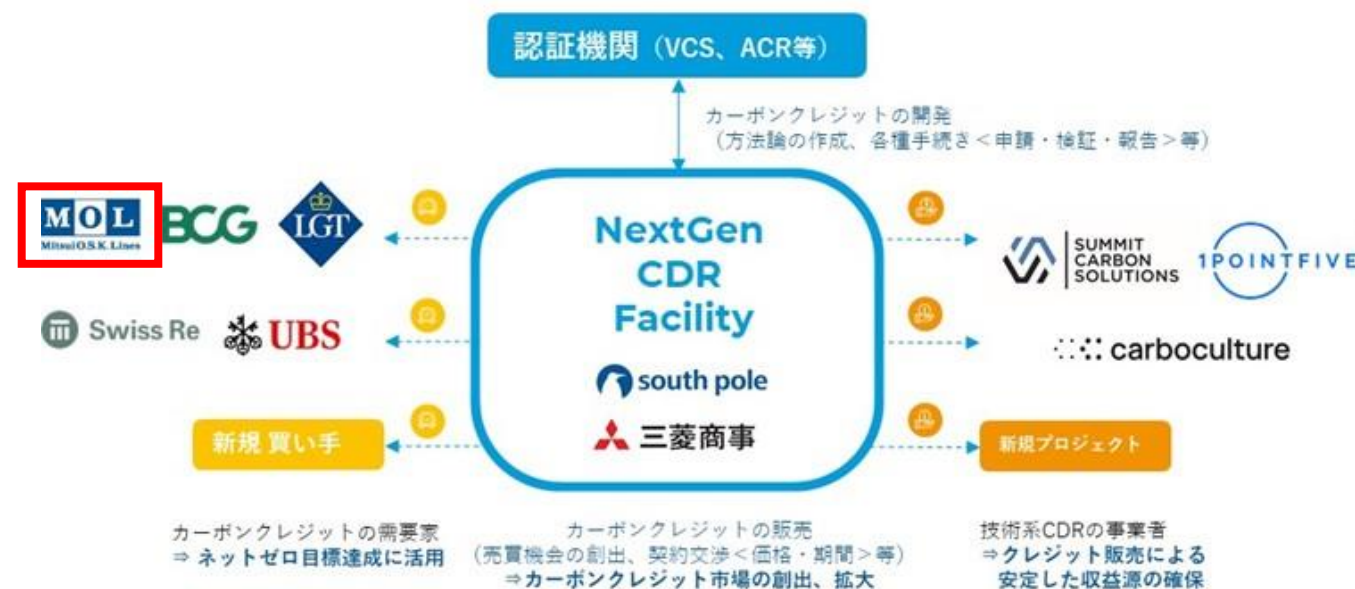 認証機関（VCS、ACR等）
カーボンクレジットの開発
（方法論の作成、各種手続き＜申請・検証・報告＞等）
MOL
Mitsui O.S.K. Lines
BCG
LGT
Swiss Re
UBS
新規 買い手
NextGen
CDR
Facility
south pole
三菱商事
SUMMIT
CARBON
SOLUTIONS
1POINTFIVE
carboculture
新規プロジェクト
カーボンクレジットの需要家
⇒ ネットゼロ目標達成に活用
カーボンクレジットの販売
（売買機会の創出、契約交渉＜価格・期間＞等）
⇒カーボンクレジット市場の創出、拡大
技術系CDRの事業者
⇒クレジット販売による
安定した収益源の確保